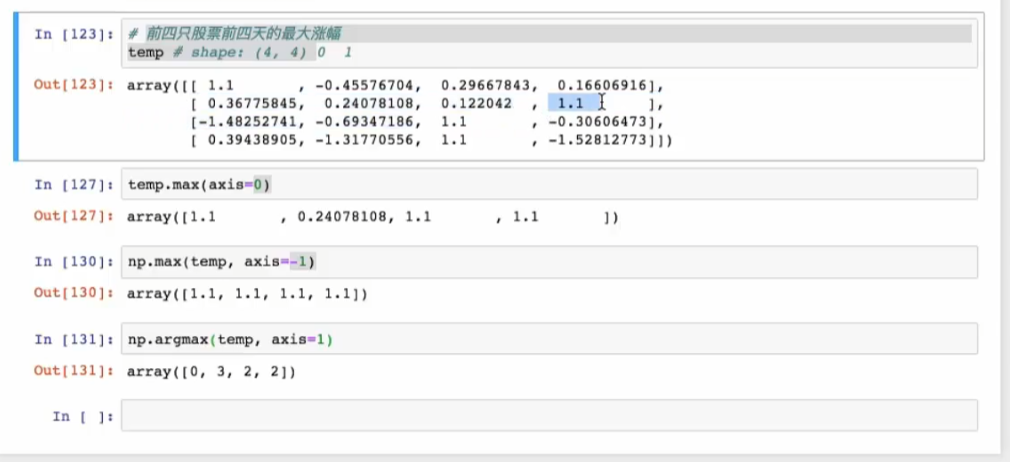 In [123]: # 前四只股票前四天的最大涨幅
temp # shape: (4, 4) 0 1
Out[123]: array([[ 1.1 , -0.45576704, 0.29667843, 0.16606916],
[ 0.36775845, 0.24078108, 0.122042 , 1.1 ],
[-1.48252741, -0.69347186, 1.1 , -0.30606473],
[ 0.39438905, -1.31770556, 1.1 , -1.52812773]])
In [127]: temp.max(axis=0)
Out[127]: array([1.1 , 0.24078108, 1.1 , 1.1 ])
In [130]: np.max(temp, axis=-1)
Out[130]: array([1.1, 1.1, 1.1, 1.1])
In [131]: np.argmax(temp, axis=1)
Out[131]: array([0, 3, 2, 2])
In [ ]: